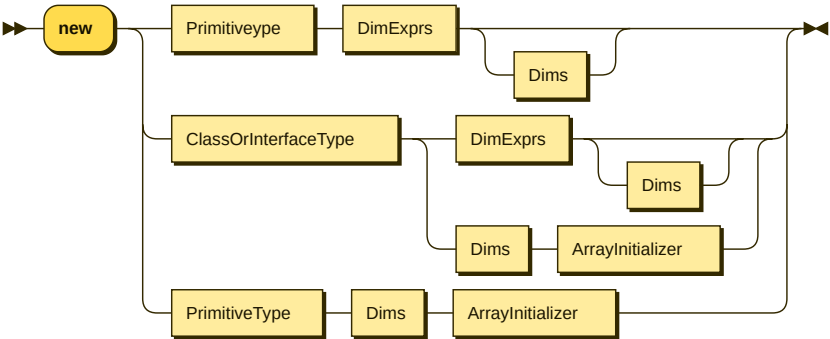 new Primitiveype DimExprs
Dims
ClassOrInterfaceType DimExprs
Dims
Dims ArrayInitializer
PrimitiveType Dims ArrayInitializer